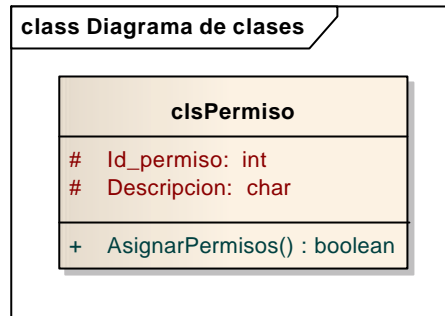 class Diagrama de clases
clsPermiso
# Id_permiso: int
# Descripcion: char
+ AsignarPermisos() : boolean